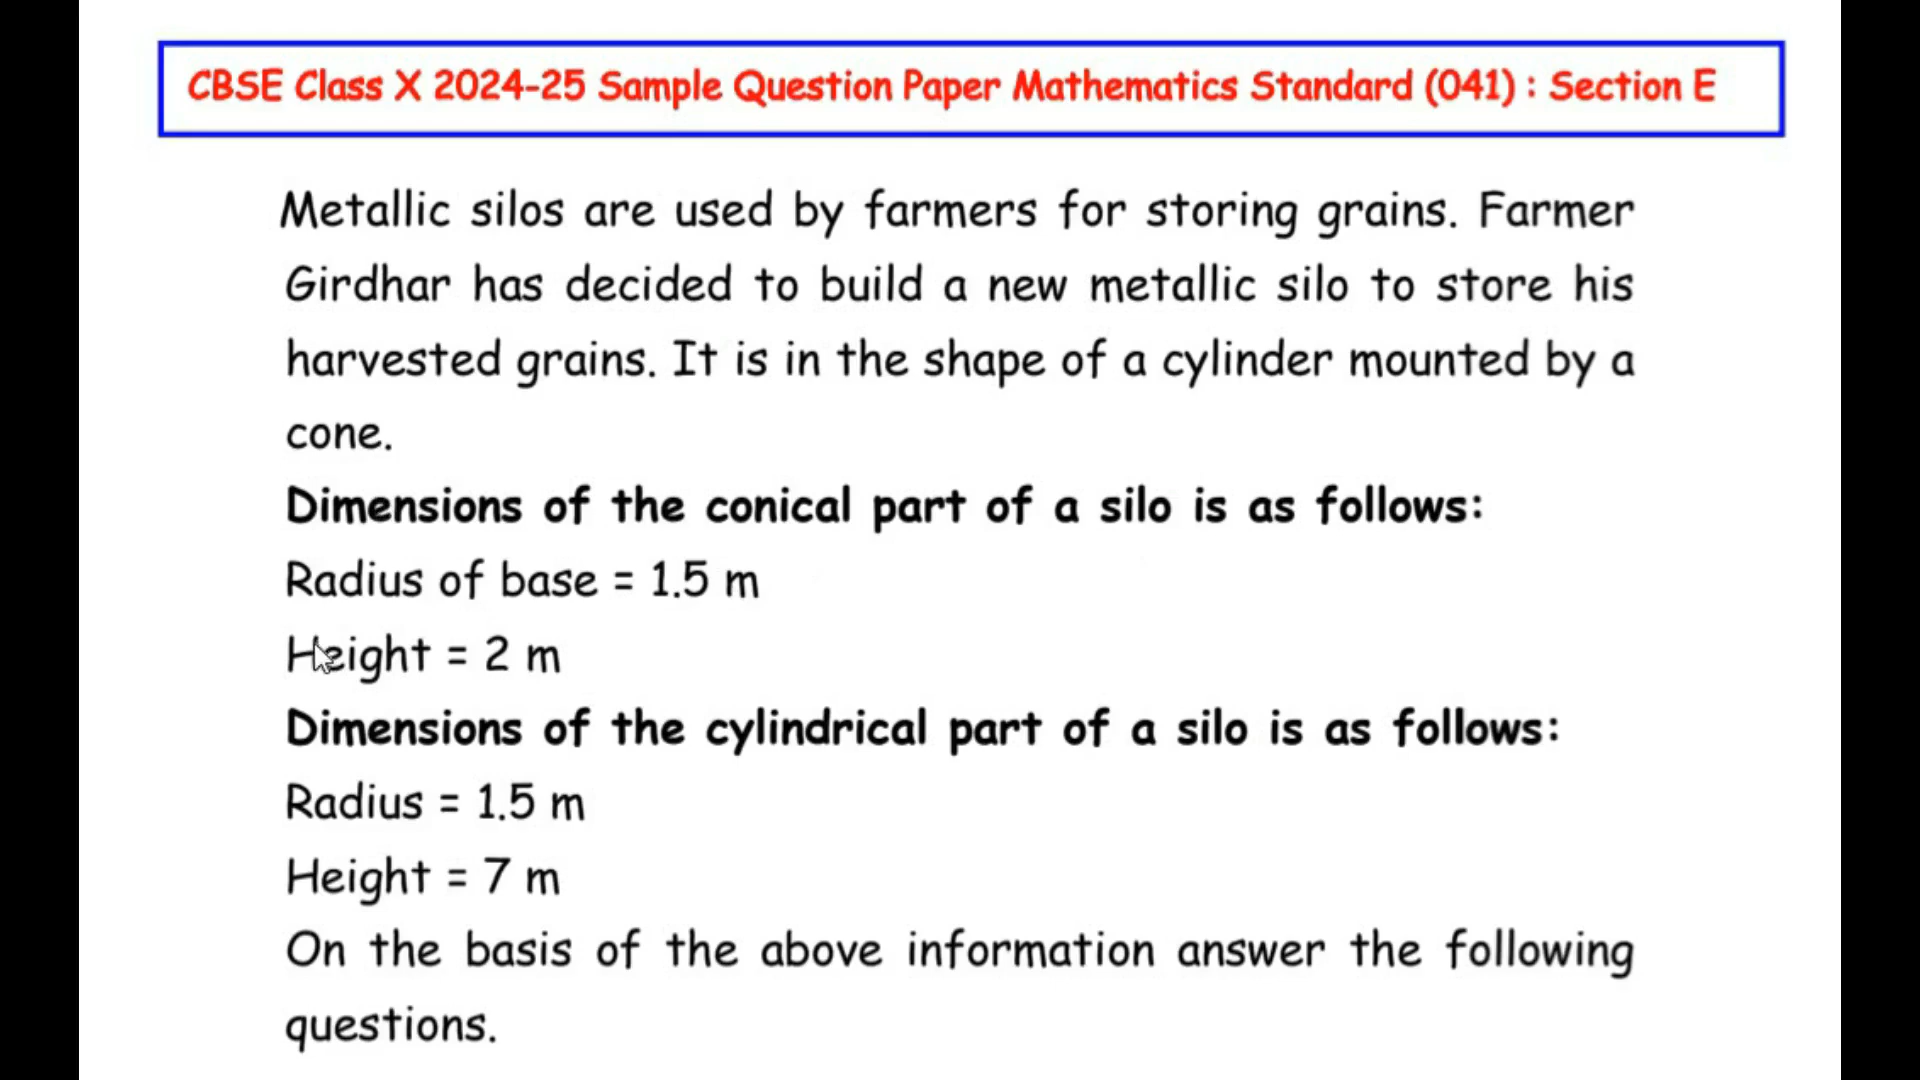 CBSE Class X 2024-25 Sample Question Paper Mathematics Standard (041) : Section E
Metallic silos are used by farmers for storing grains. Farmer
Girdhar has decided to build a new metallic silo to store his
harvested grains. It is in the shape of a cylinder mounted by a
cone.
Dimensions of the conical part of a silo is as follows:
Radius of base = 1.5 m
Height = 2 m
Dimensions of the cylindrical part of a silo is as follows:
Radius = 1.5 m
Height = 7 m
On the basis of the above information answer the following
questions.